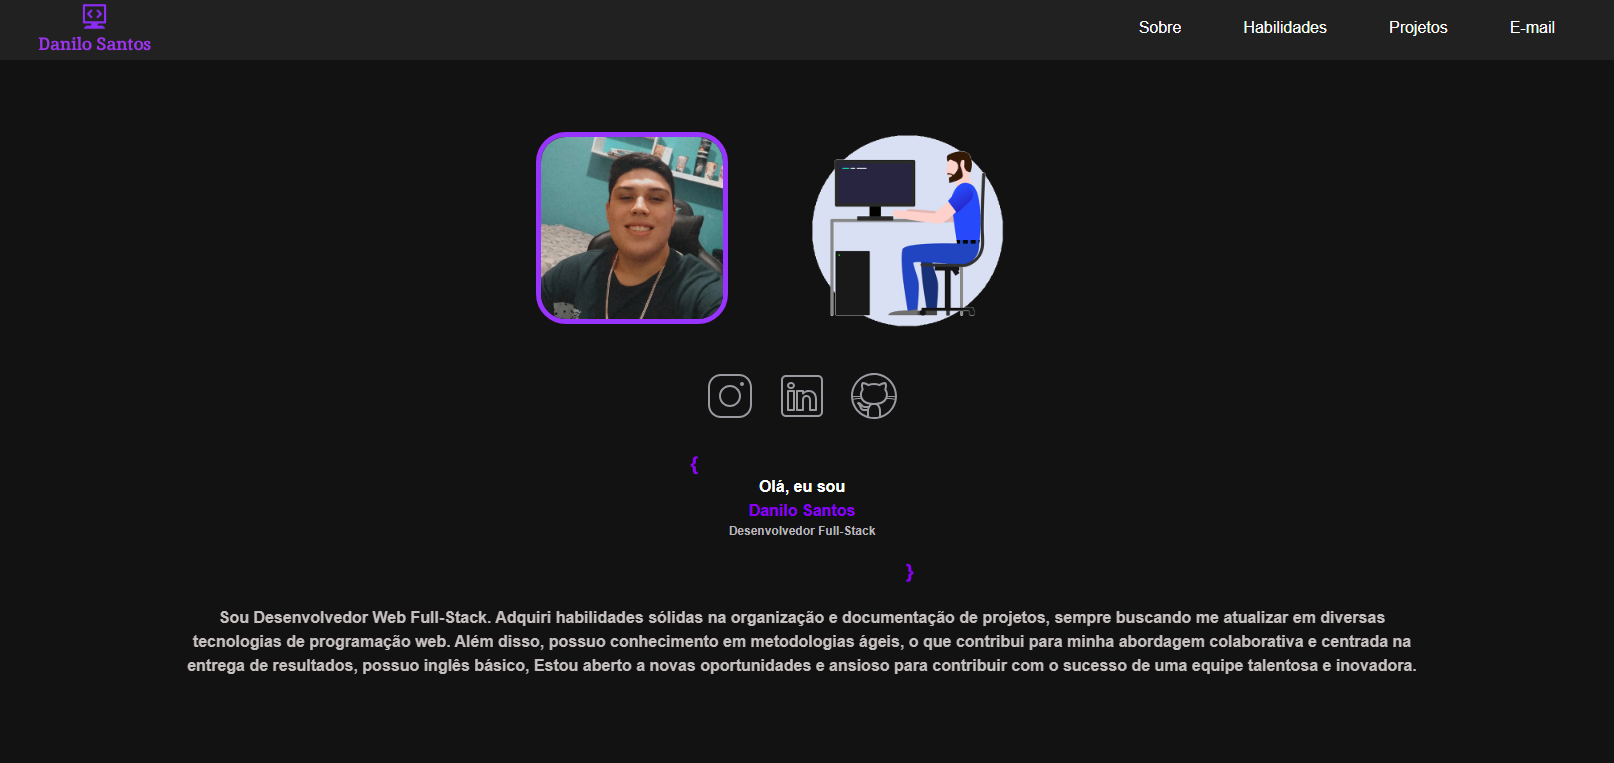 Danilo Santos
Sobre
Habilidades
Projetos
E-mail
in
{
Olá, eu sou
Danilo Santos
Desenvolvedor Full-Stack
}
Sou Desenvolvedor Web Full-Stack. Adquiri habilidades sólidas na organização e documentação de projetos, sempre buscando me atualizar em diversas
tecnologias de programação web. Além disso, possuo conhecimento em metodologias ágeis, o que contribui para minha abordagem colaborativa e centrada na
entrega de resultados, possuo inglês básico, Estou aberto a novas oportunidades e ansioso para contribuir com o sucesso de uma equipe talentosa e inovadora.